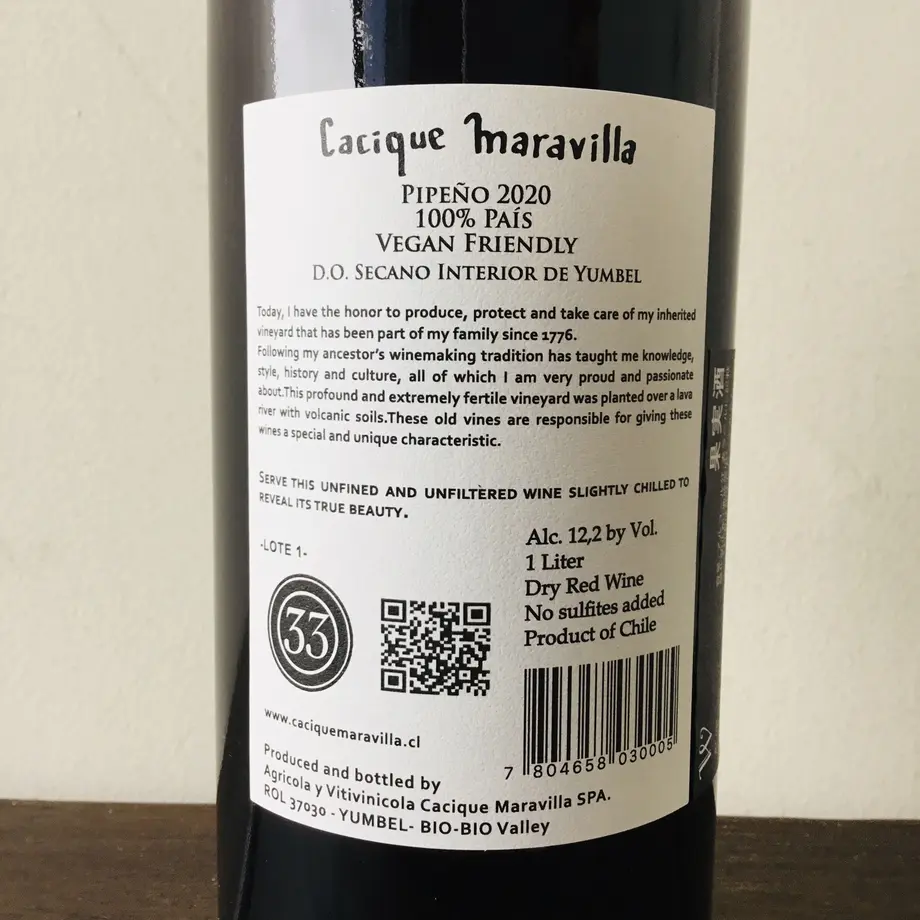 Cacique Maravilla
Pipeño 2020
100% País
Vegan Friendly
D.O. Secano Interior de Yumbel
Today, I have the honor to produce, protect and take care of my inherited
vineyard that has been part of my family since 1776.
Following my ancestor's winemaking tradition has taught me knowledge,
style, history and culture, all of which I am very proud and passionate
about.This profound and extremely fertile vineyard was planted over a lava
river with volcanic soils.These old vines are responsible for giving these
wines a special and unique characteristic.
Serve this unfined and unfiltered wine slightly chilled to
reveal its true beauty.
-LOTE 1-
33
Alc. 12,2 by Vol.
1 Liter
Dry Red Wine
No sulfites added
Product of Chile
7 804658 030005
www.caciquemaravilla.cl
Produced and bottled by
Agricola y Vitivinicola Cacique Maravilla SPA.
ROL 37030 - YUMBEL- BIO-BIO Valley
果実酒